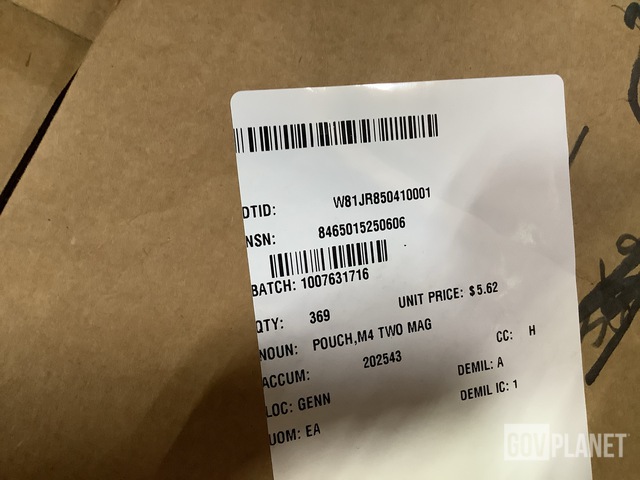 DTID: W81JR850410001
NSN: 8465015250606
BATCH: 1007631716
QTY: 369 UNIT PRICE: $5.62
NOUN: POUCH,M4 TWO MAG
ACCUM: 202543 CC: H
LOC: GENN DEMIL: A
UOM: EA DEMIL IC: 1
GOVPLANET